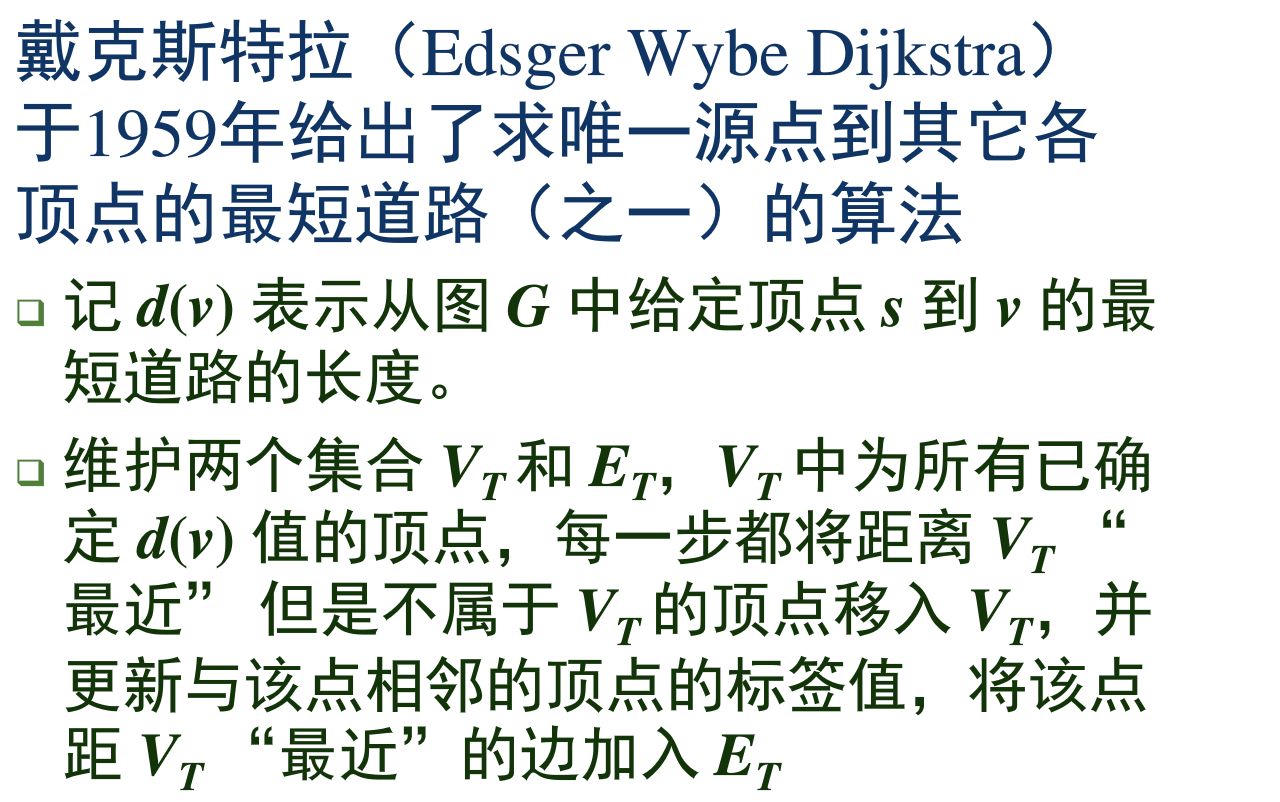 戴克斯特拉（Edsger Wybe Dijkstra）
于1959年给出了求唯一源点到其它各
顶点的最短道路（之一）的算法
❑ 记 d(v) 表示从图 G 中给定顶点 s 到 v 的最
短道路的长度。
❑ 维护两个集合 V_T 和 E_T，V_T 中为所有已确
定 d(v) 值的顶点，每一步都将距离 V_T “
最近” 但是不属于 V_T 的顶点移入 V_T，并
更新与该点相邻的顶点的标签值，将该点
距 V_T “最近”的边加入 E_T